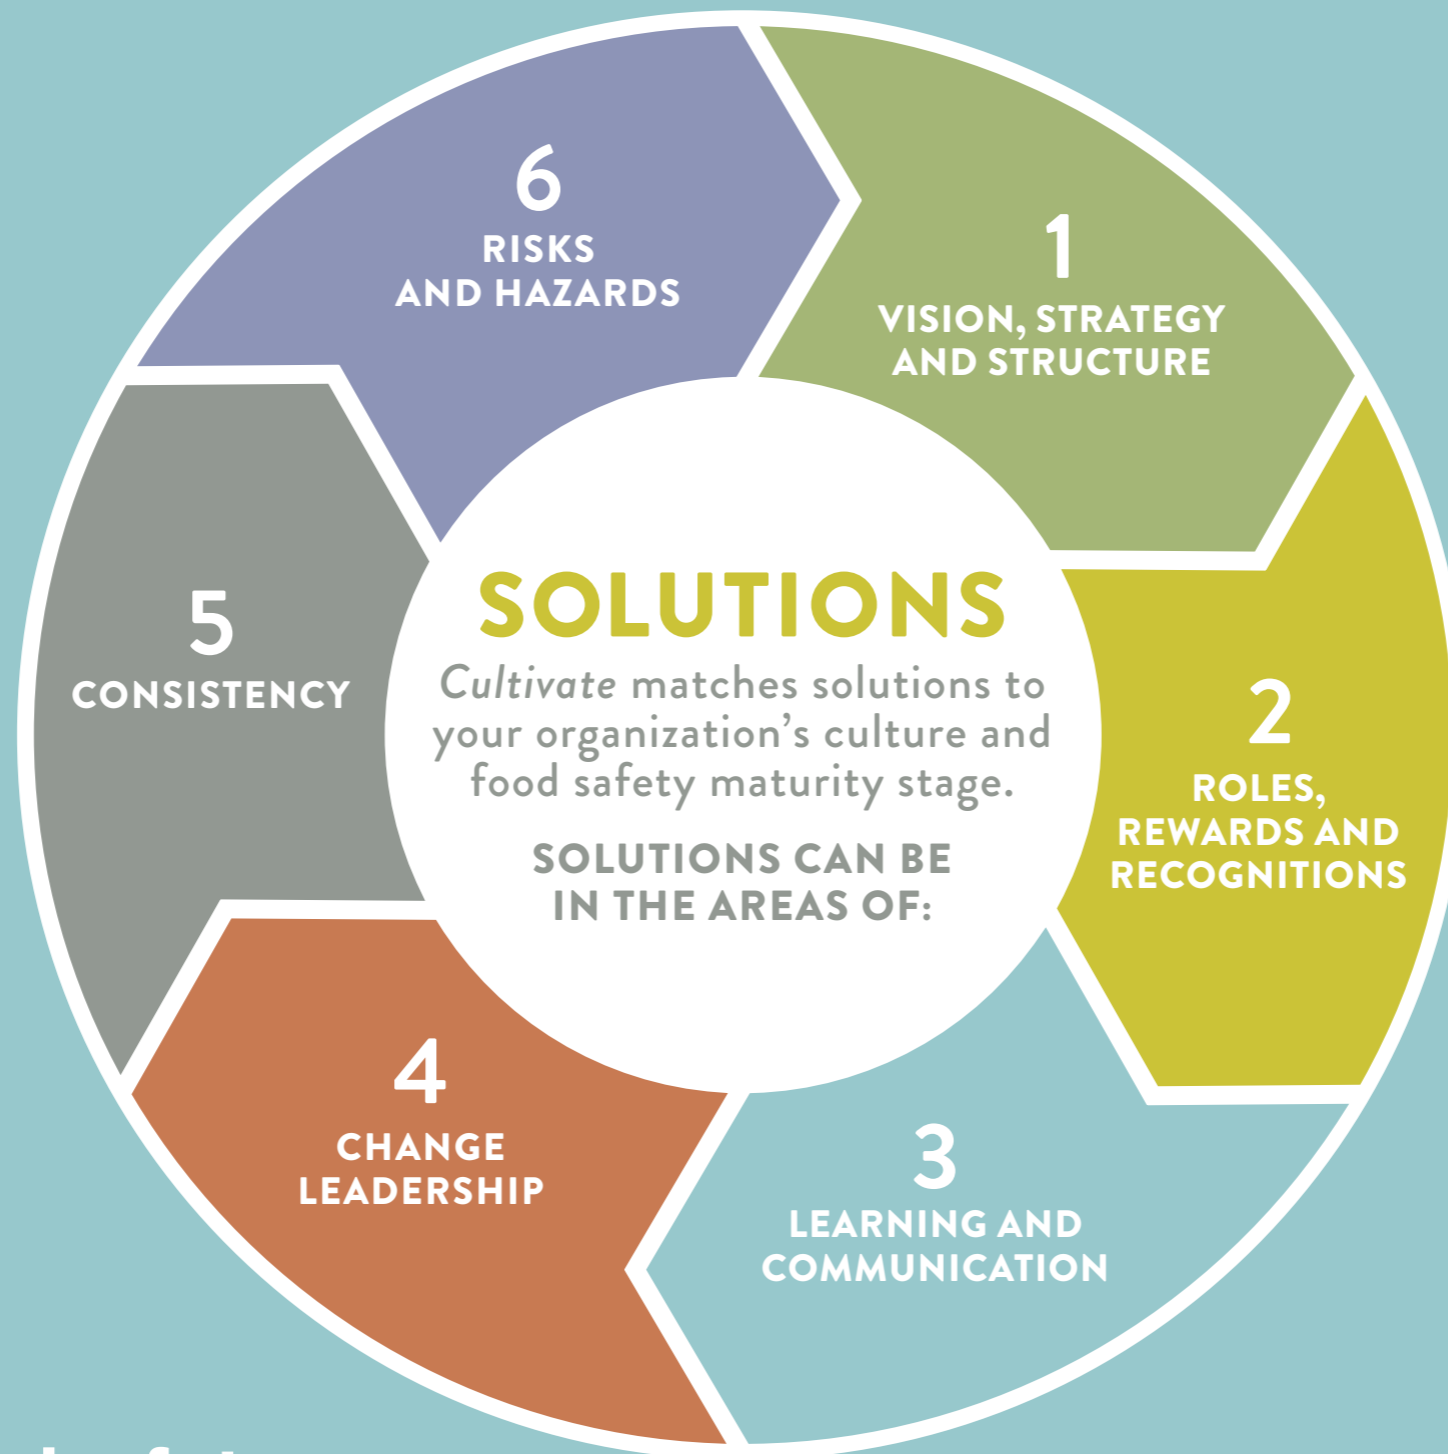 SOLUTIONS
Cultivate matches solutions to
your organization's culture and
food safety maturity stage.
SOLUTIONS CAN BE
IN THE AREAS OF:
1
VISION, STRATEGY
AND STRUCTURE
2
ROLES,
REWARDS AND
RECOGNITIONS
3
LEARNING AND
COMMUNICATION
4
CHANGE
LEADERSHIP
5
CONSISTENCY
6
RISKS
AND HAZARDS